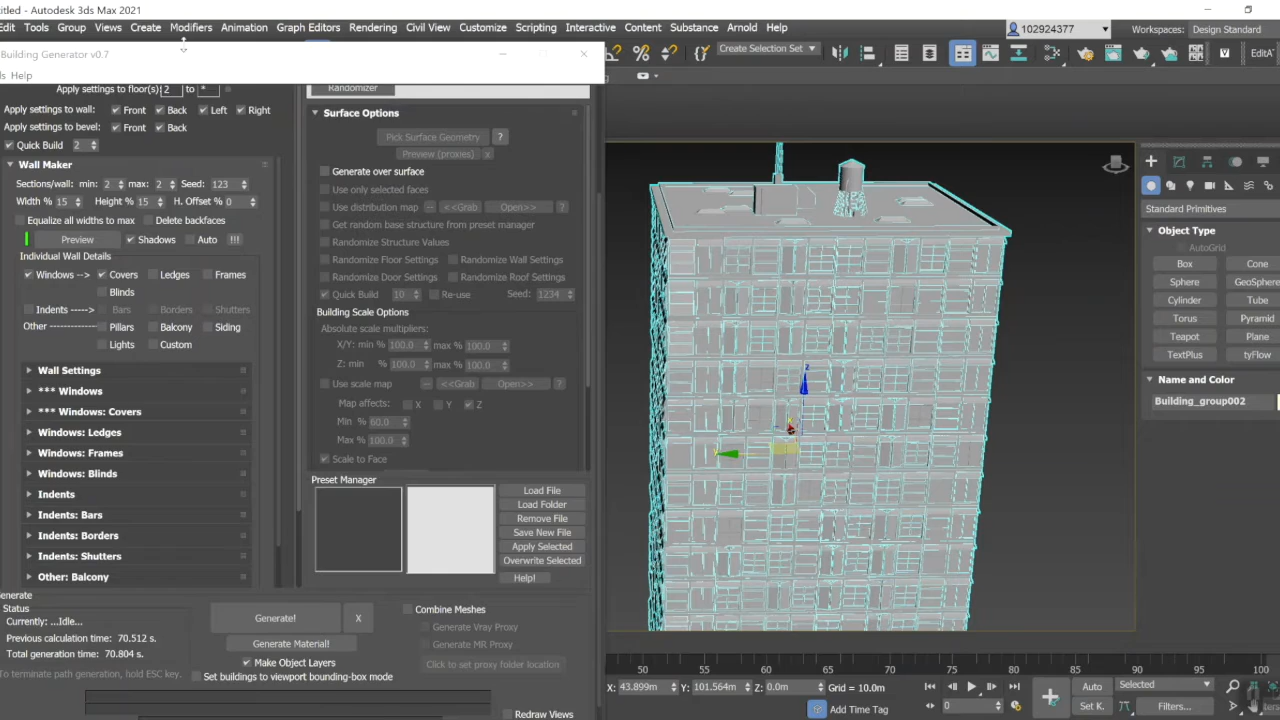 titled - Autodesk 3ds Max 2021
Edit Tools Group Views Create Modifiers Animation Graph Editors Rendering Civil View Customize Scripting Interactive Content Substance Arnold Help
102924377
Workspaces: Design Standard
Building Generator v0.7
Create Selection Set
Help
Apply settings to floor(s): 2 to *
Apply settings to wall: Front Back Left Right
Apply settings to bevel: Front Back
Quick Build 2
Wall Maker
Sections/wall: min: 2 max: 2 Seed: 123
Width % 15 Height % 15 H. Offset % 0
Equalize all widths to max Delete backfaces
Preview Shadows Auto !!!
Individual Wall Details
Windows --> Covers Ledges Frames
Blinds
Indents -----> Bars Borders Shutters
Other --------------- Pillars Balcony Siding
Lights Custom
Wall Settings
*** Windows
*** Windows: Covers
Windows: Ledges
Windows: Frames
Windows: Blinds
Indents
Indents: Bars
Indents: Borders
Indents: Shutters
Other: Balcony
Randomizer
Surface Options
Pick Surface Geometry ?
Preview (proxies) x
Generate over surface
Use only selected faces
Use distribution map -- <<Grab Open>> ?
Get random base structure from preset manager
Randomize Structure Values
Randomize Floor Settings Randomize Wall Settings
Randomize Door Settings Randomize Roof Settings
Quick Build 10 Re-use Seed: 1234
Building Scale Options
Absolute scale multipliers:
X/Y: min % 100.0 max % 100.0
Z: min % 100.0 max % 100.0
Use scale map -- <<Grab Open>> ?
Map affects: X Y Z
Min % 60.0
Max % 100.0
Scale to Face
Preset Manager
Load File
Load Folder
Remove File
Save New File
Apply Selected
Overwrite Selected
Help!
Generate
Status
Currently: ...Idle...
Previous calculation time: 70.512 s.
Total generation time: 70.804 s.
To terminate path generation, hold ESC key.
Generate! X
Generate Material!
Make Object Layers
Set buildings to viewport bounding-box mode
Combine Meshes
Generate Vray Proxy
Generate MR Proxy
Click to set proxy folder location
Redraw Views
z
Standard Primitives
Object Type
AutoGrid
Box Cone
Sphere GeoSphere
Cylinder Tube
Torus Pyramid
Teapot Plane
TextPlus tyFlow
Name and Color
Building_group002
50 55 60 65 70 75 80 85 90 95 100
X: 43.899m Y: 101.564m Z: 0.0m Grid = 10.0m
Add Time Tag
0
Auto Selected
Set K. Filters...